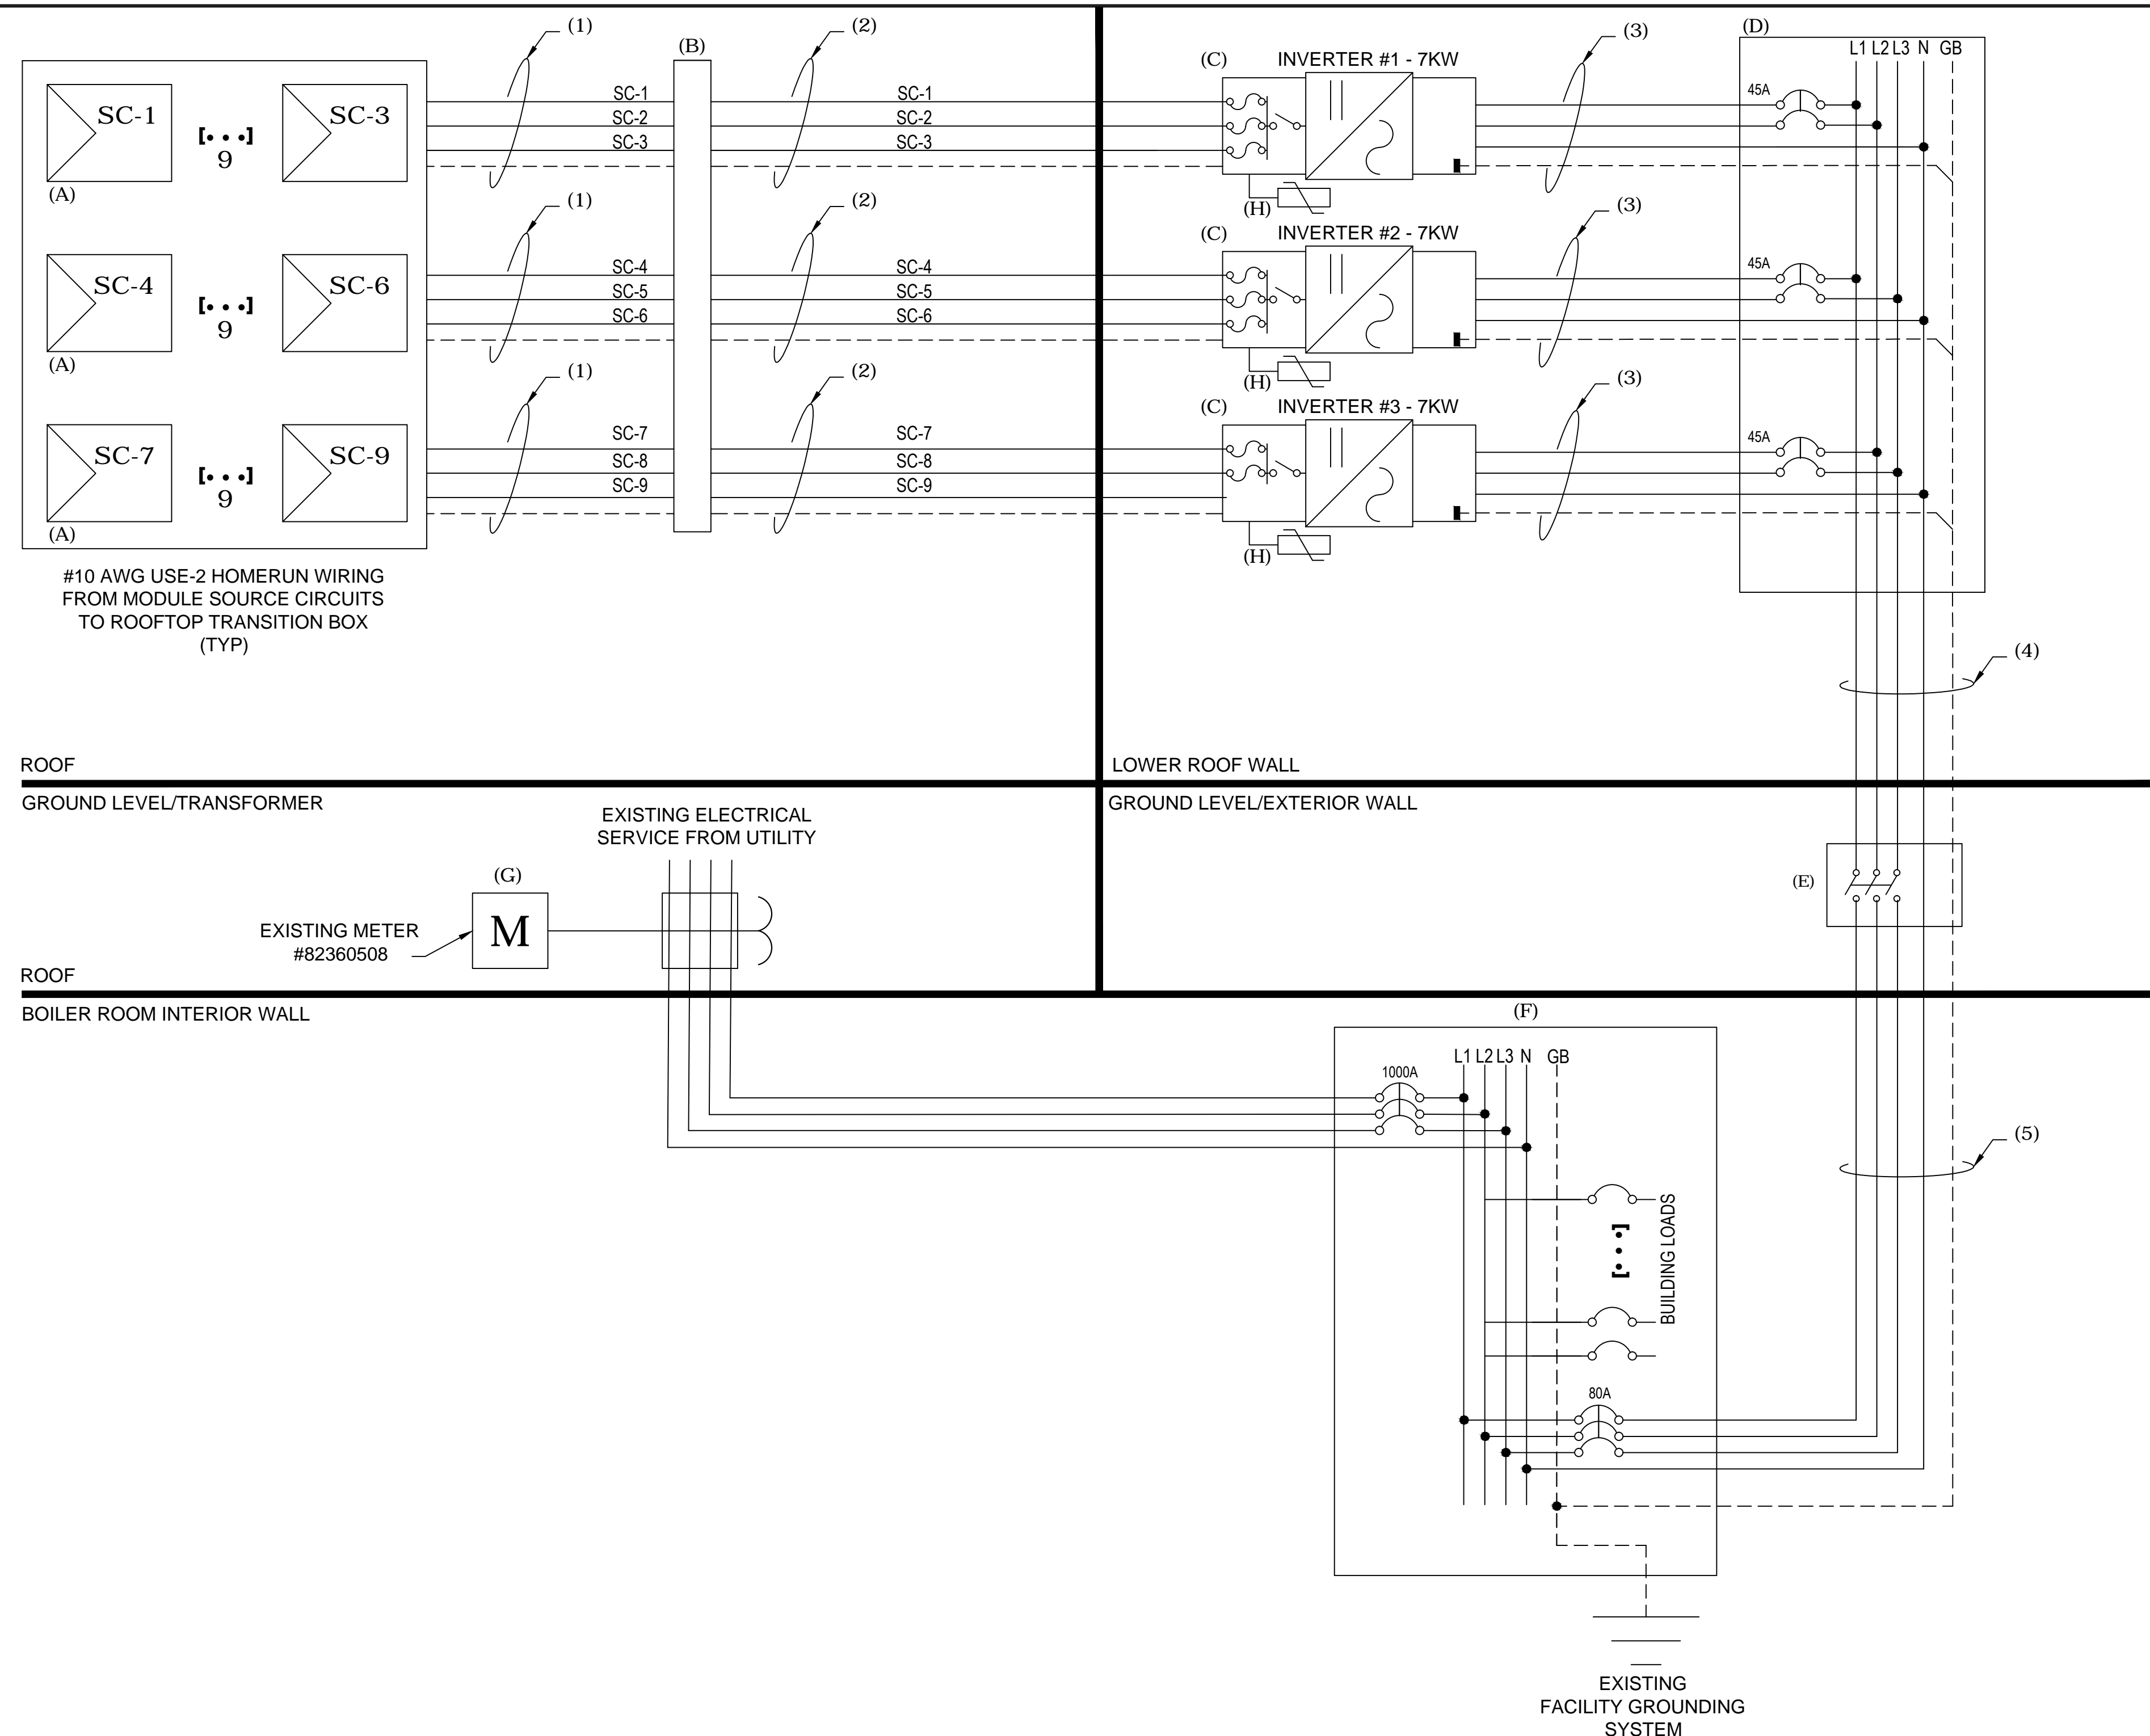 (1)
(2)
(B)
(3)
(D)
L1 L2 L3 N GB
(C) INVERTER #1 - 7KW
45A
SC-1
[• • •]
9
SC-3
(A)
SC-1
SC-2
SC-3
SC-1
SC-2
SC-3
(H)
(1)
(2)
(3)
(C) INVERTER #2 - 7KW
45A
SC-4
[• • •]
9
SC-6
(A)
SC-4
SC-5
SC-6
SC-4
SC-5
SC-6
(H)
(1)
(2)
(3)
(C) INVERTER #3 - 7KW
45A
SC-7
[• • •]
9
SC-9
(A)
SC-7
SC-8
SC-9
SC-7
SC-8
SC-9
(H)
#10 AWG USE-2 HOMERUN WIRING
FROM MODULE SOURCE CIRCUITS
TO ROOFTOP TRANSITION BOX
(TYP)
(4)
ROOF
LOWER ROOF WALL
GROUND LEVEL/TRANSFORMER
GROUND LEVEL/EXTERIOR WALL
EXISTING ELECTRICAL
SERVICE FROM UTILITY
(G)
M
EXISTING METER
#82360508
(E)
ROOF
BOILER ROOM INTERIOR WALL
(F)
L1 L2 L3 N GB
1000A
(5)
BUILDING LOADS
[• • •]
80A
EXISTING
FACILITY GROUNDING
SYSTEM